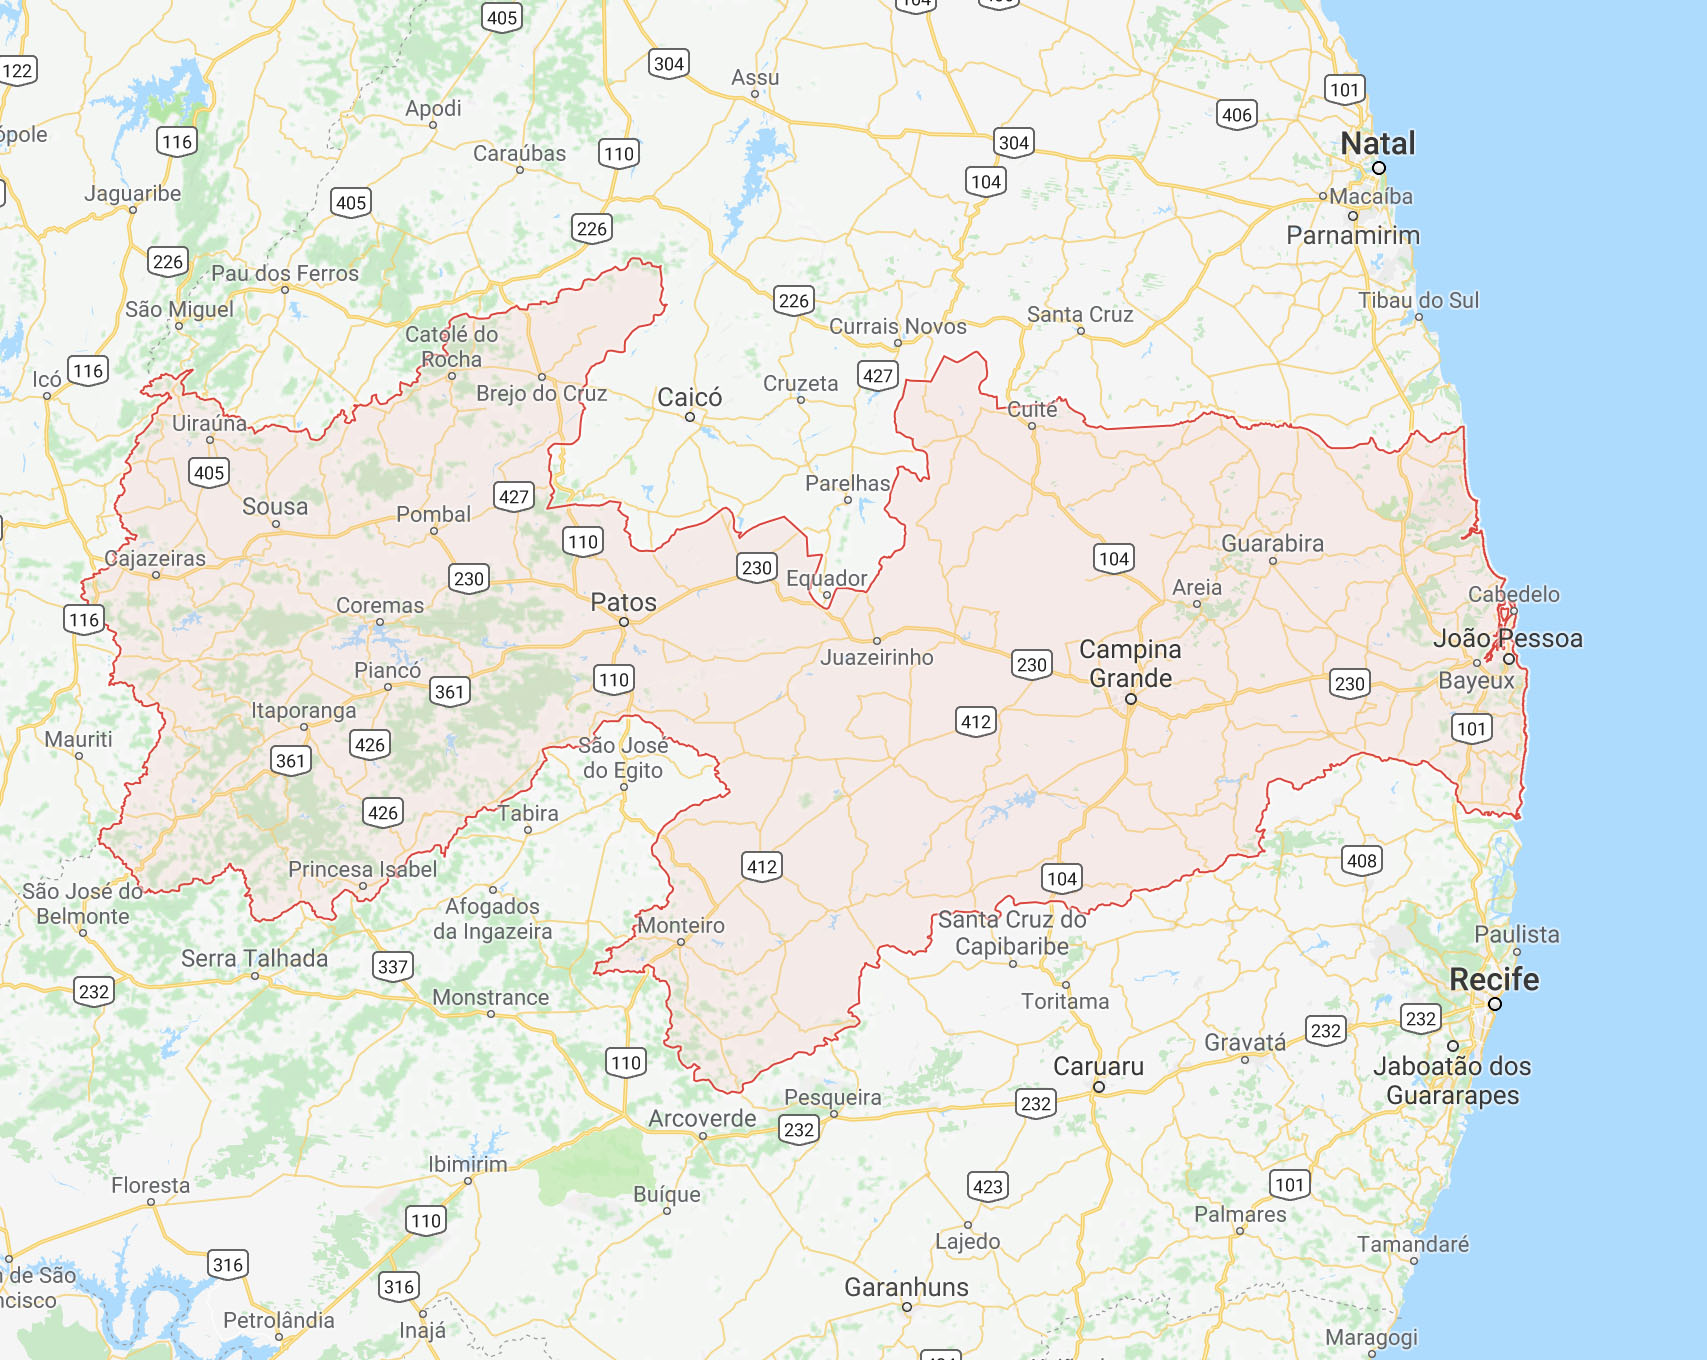 405
104
122
304
Assu
101
Apodi
406
ópole
116
Caraúbas
110
304
Natal
104
Jaguaribe
405
Macaíba
226
Parnamirim
226
Pau dos Ferros
São Miguel
226
Tibau do Sul
Santa Cruz
Currais Novos
Catolé do
Rocha
116
Icó
427
Cruzeta
Brejo do Cruz
Caicó
Cuité
Uiraúna
405
Parelhas
427
Sousa
Pombal
110
Guarabira
Cajazeiras
104
230
230
Equador
Areia
Cabedelo
Coremas
Patos
116
João Pessoa
Juazeirinho
Campina
Grande
230
Piancó
110
230
Bayeux
361
Itaporanga
412
101
Mauriti
426
São José
do Egito
361
426
Tabira
408
Princesa Isabel
412
104
São José do
Belmonte
Afogados
da Ingazeira
Monteiro
Santa Cruz do
Capibaribe
Paulista
Serra Talhada
337
Recife
232
Monstrance
Toritama
232
232
Gravatá
110
Caruaru
Jaboatão dos
Guararapes
Pesqueira
232
Arcoverde
232
Ibimirim
Floresta
Buíque
423
101
110
Palmares
Lajedo
Tamandaré
316
n de São
ncisco
316
Garanhuns
Petrolândia
Inajá
Maragogi